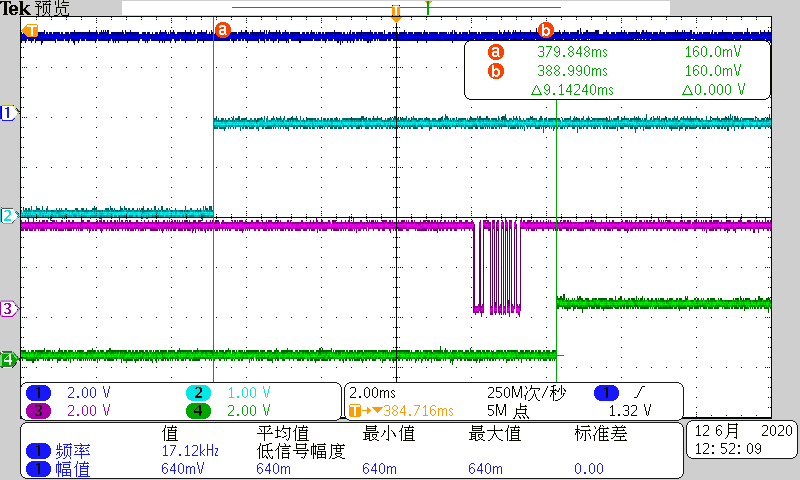 Tek 预览
T
T
a
b
a 379.848ms 160.0mV
b 388.990ms 160.0mV
△9.14240ms △0.000 V
1
2
3
4
1 2.00 V 2 1.00 V
3 2.00 V 4 2.00 V
2.00ms 250M次/秒 1
T→▼384.716ms 5M 点 1.32 V
值 平均值 最小值 最大值 标准差
1 频率 17.12kHz 低信号幅度
1 幅值 640mV 640m 640m 640m 0.00
12 6月 2020
12:52:09